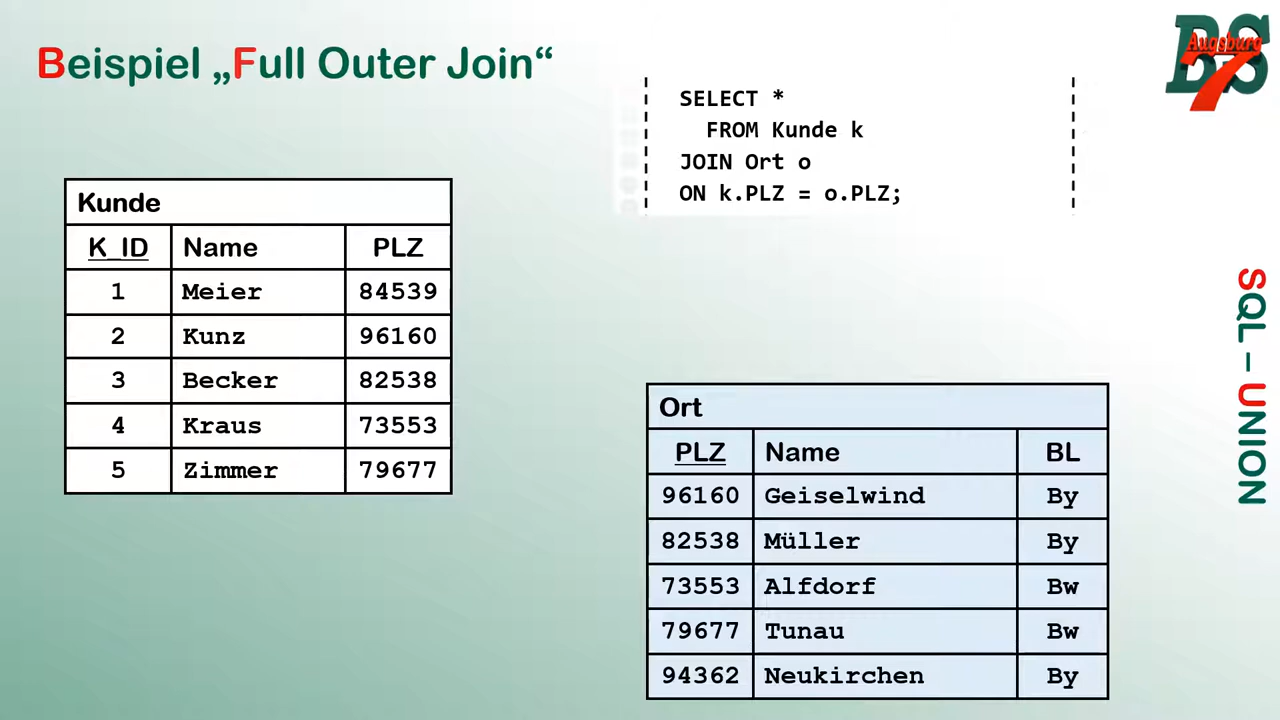 Beispiel „Full Outer Join“
BS
Augsburg
7
SELECT *
FROM Kunde k
JOIN Ort o
ON k.PLZ = o.PLZ;
Kunde
K_ID Name PLZ
1 Meier 84539
2 Kunz 96160
3 Becker 82538
4 Kraus 73553
5 Zimmer 79677
Ort
PLZ Name BL
96160 Geiselwind By
82538 Müller By
73553 Alfdorf Bw
79677 Tunau Bw
94362 Neukirchen By
SQL – UNION